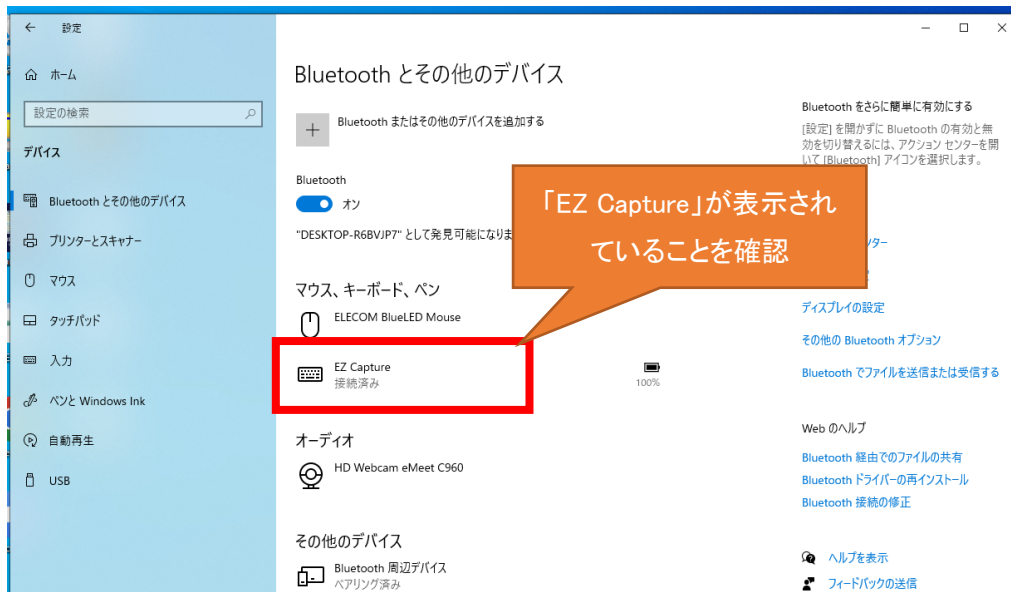 設定
ホーム
設定の検索
デバイス
Bluetooth とその他のデバイス
プリンターとスキャナー
マウス
タッチパッド
入力
ペンと Windows Ink
自動再生
USB
Bluetooth とその他のデバイス
Bluetooth またはその他のデバイスを追加する
Bluetooth
オン
"DESKTOP-R6BVJP7" として発見可能になりま
「EZ Capture」が表示され
ていることを確認
マウス、キーボード、ペン
ELECOM BlueLED Mouse
EZ Capture
接続済み
100%
オーディオ
HD Webcam eMeet C960
その他のデバイス
Bluetooth 周辺デバイス
ペアリング済み
Bluetooth をさらに簡単に有効にする
[設定] を開かずに Bluetooth の有効と無
効を切り替えるには、アクション センターを開
いて [Bluetooth] アイコンを選択します。
ター
ディスプレイの設定
その他の Bluetooth オプション
Bluetooth でファイルを送信または受信する
Web のヘルプ
Bluetooth 経由でのファイルの共有
Bluetooth ドライバーの再インストール
Bluetooth 接続の修正
ヘルプを表示
フィードバックの送信